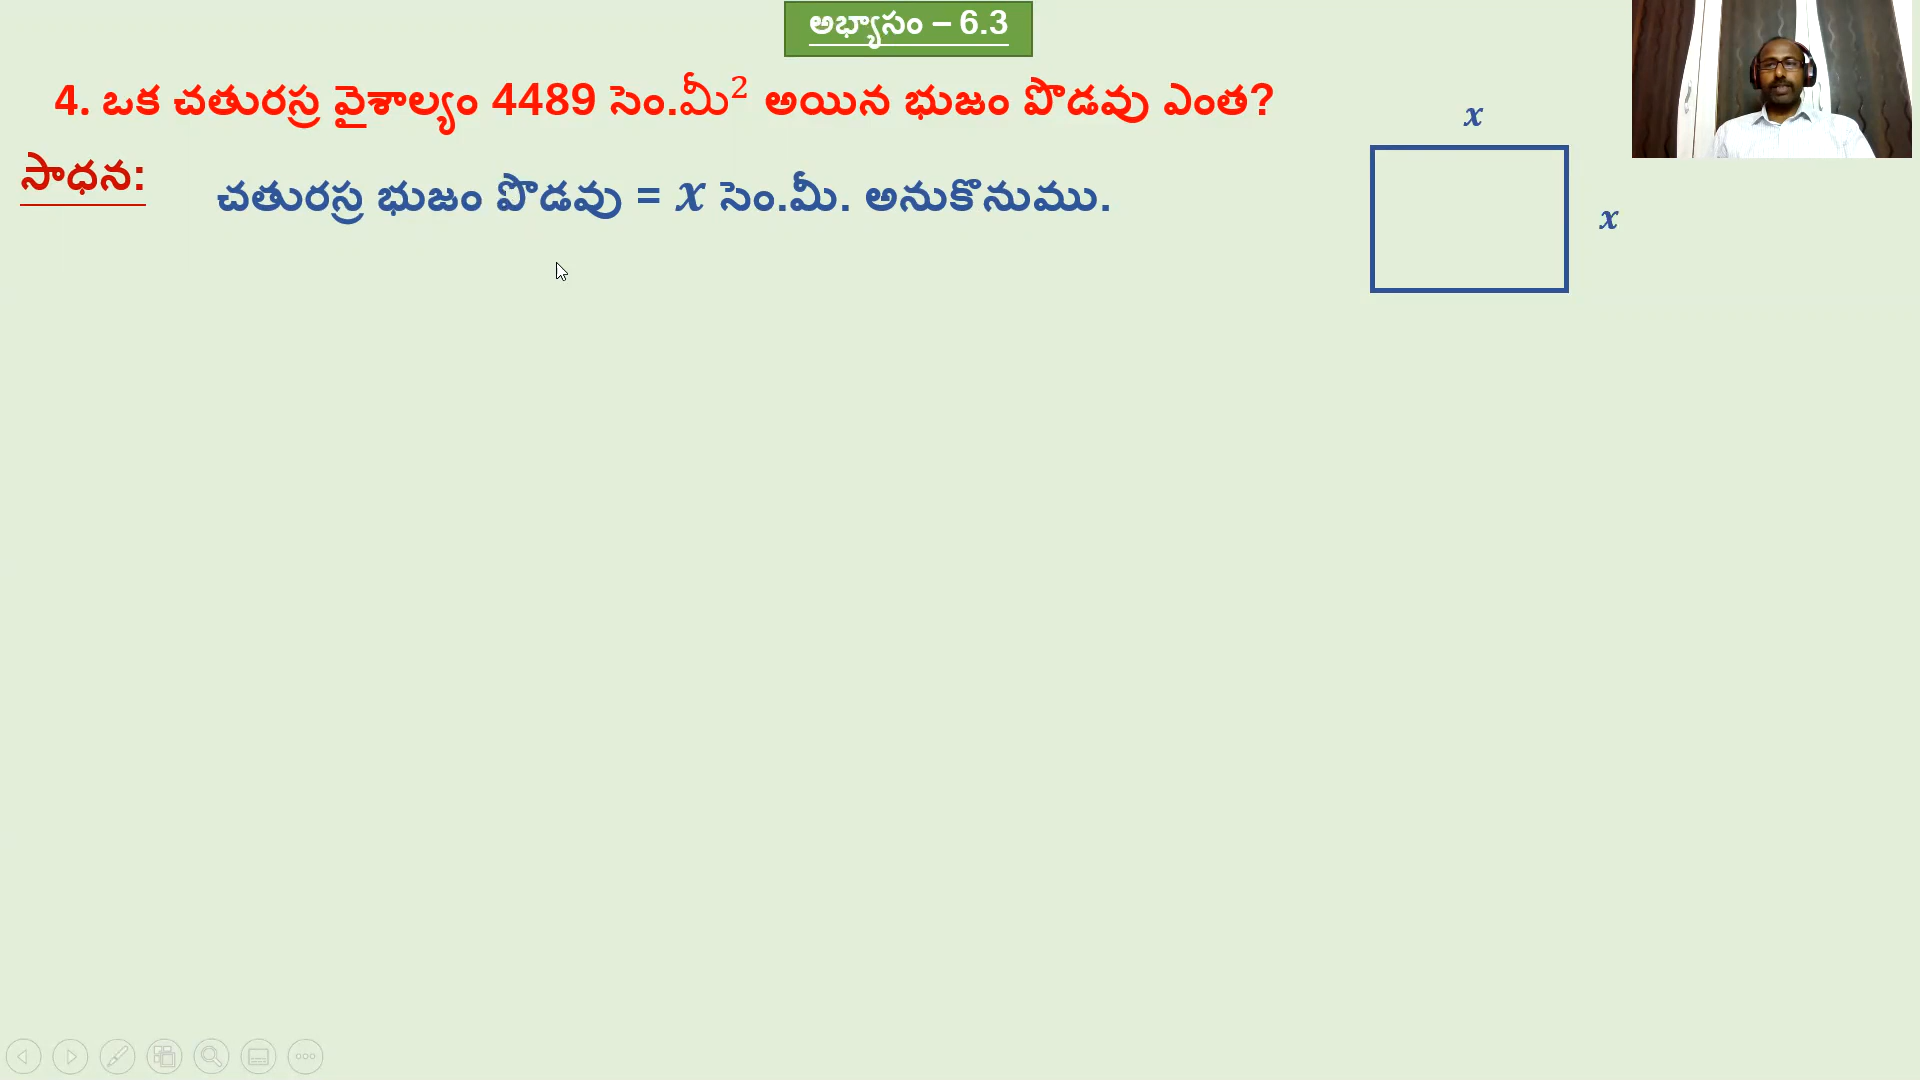 అభ్యాసం – 6.3
4. ఒక చతురస్ర వైశాల్యం 4489 సెం.మీ² అయిన భుజం పొడవు ఎంత?
x
సాధన:
చతురస్ర భుజం పొడవు = x సెం.మీ. అనుకొనుము.
x